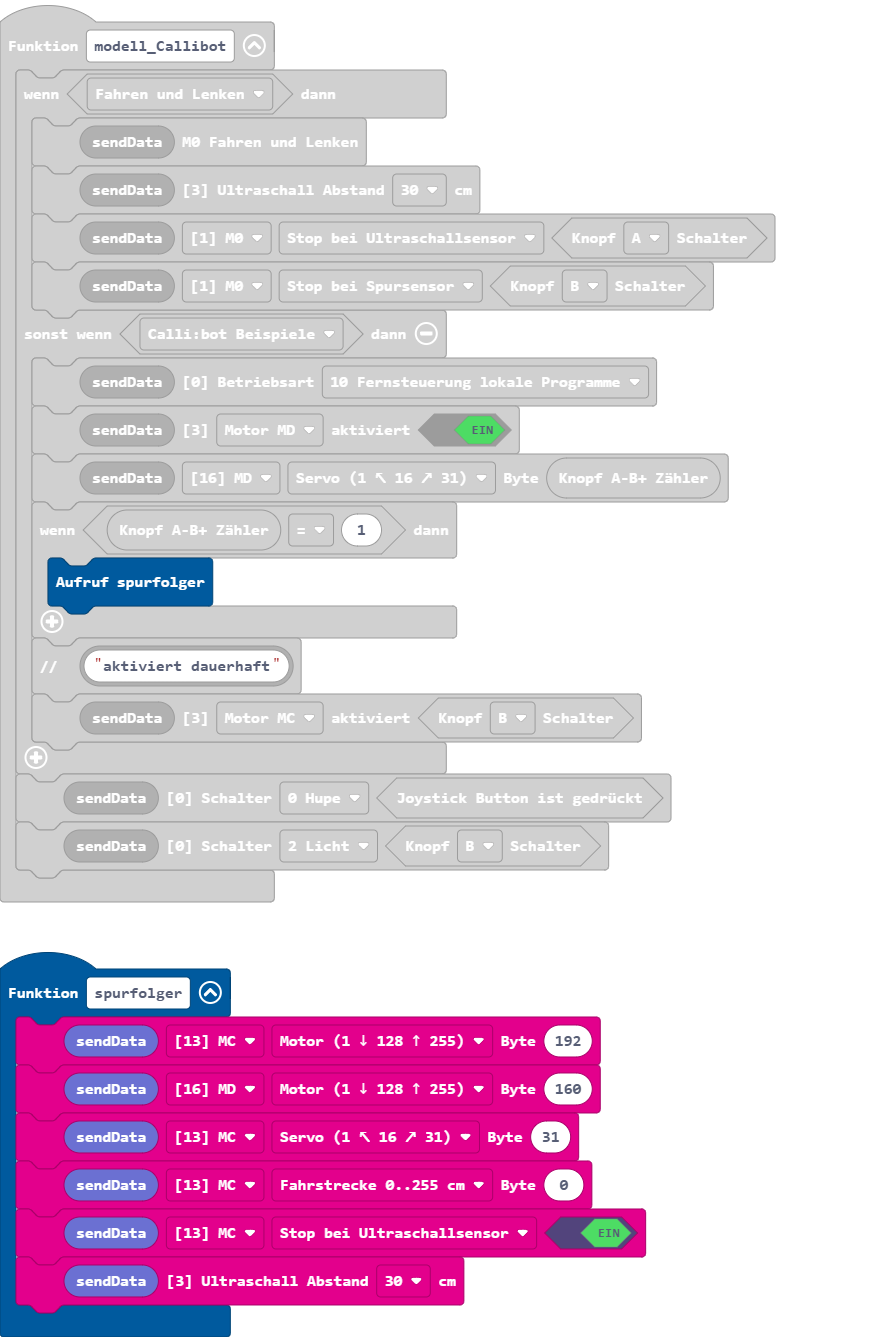 Funktion modell_Callibot
wenn Fahren und Lenken dann
sendData M0 Fahren und Lenken
sendData [3] Ultraschall Abstand 30 cm
sendData [1] M0 Stop bei Ultraschallsensor Knopf A Schalter
sendData [1] M0 Stop bei Spursensor Knopf B Schalter
sonst wenn Calli:bot Beispiele dann
sendData [0] Betriebsart 10 Fernsteuerung lokale Programme
sendData [3] Motor MD aktiviert EIN
sendData [16] MD Servo (1 ↖ 16 ↗ 31) Byte Knopf A-B+ Zähler
wenn Knopf A-B+ Zähler = 1 dann
Aufruf spurfolger
// "aktiviert dauerhaft"
sendData [3] Motor MC aktiviert Knopf B Schalter
sendData [0] Schalter 0 Hupe Joystick Button ist gedrückt
sendData [0] Schalter 2 Licht Knopf B Schalter
Funktion spurfolger
sendData [13] MC Motor (1 ↓ 128 ↑ 255) Byte 192
sendData [16] MD Motor (1 ↓ 128 ↑ 255) Byte 160
sendData [13] MC Servo (1 ↖ 16 ↗ 31) Byte 31
sendData [13] MC Fahrstrecke 0..255 cm Byte 0
sendData [13] MC Stop bei Ultraschallsensor EIN
sendData [3] Ultraschall Abstand 30 cm